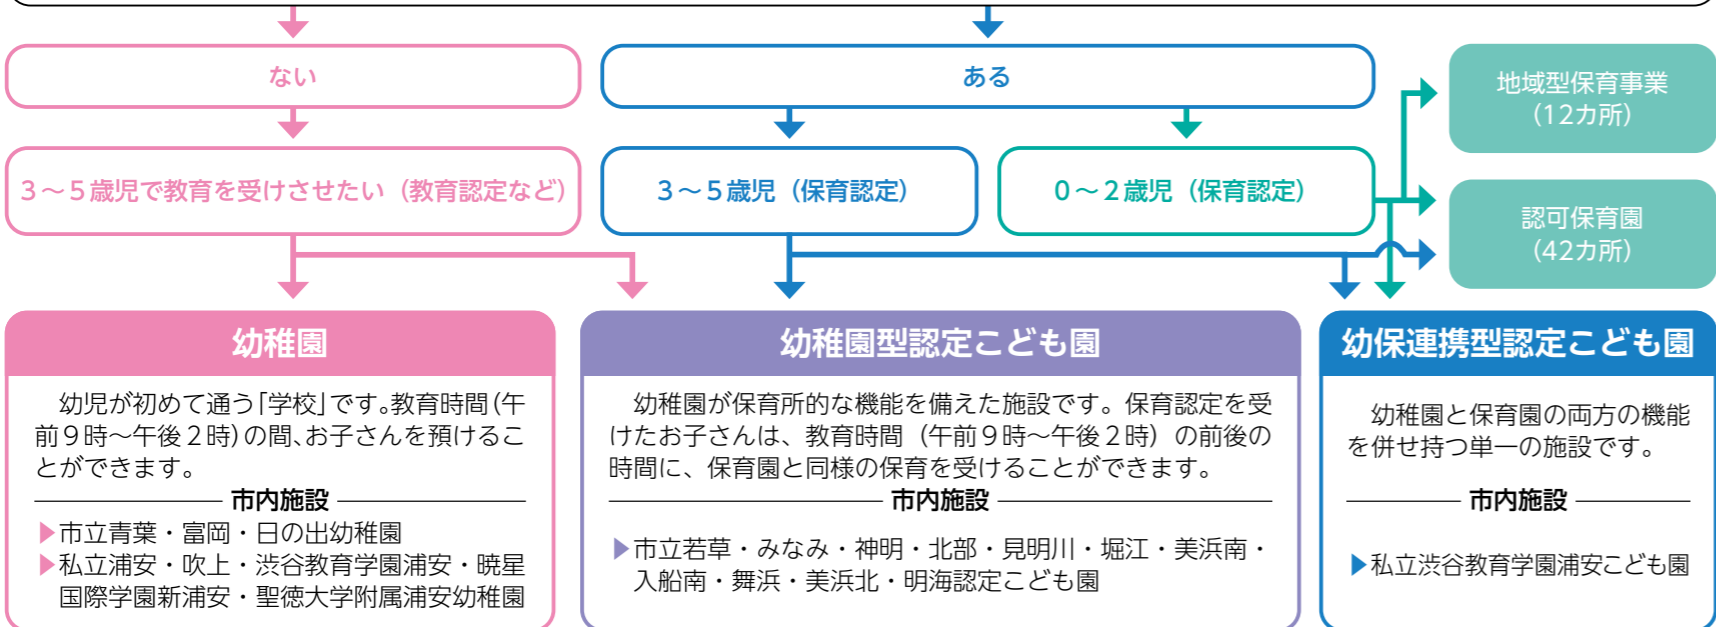 ない
ある
地域型保育事業
（12カ所）
3～5歳児で教育を受けさせたい（教育認定など）
3～5歳児（保育認定）
0～2歳児（保育認定）
認可保育園
（42カ所）
幼稚園
幼児が初めて通う「学校」です。教育時間（午
前9時～午後2時）の間、お子さんを預けるこ
とができます。
市内施設
▶市立青葉・富岡・日の出幼稚園
▶私立浦安・吹上・渋谷教育学園浦安・暁星
国際学園新浦安・聖徳大学附属浦安幼稚園
幼稚園型認定こども園
幼稚園が保育所的な機能を備えた施設です。保育認定を受
けたお子さんは、教育時間（午前9時～午後2時）の前後の
時間に、保育園と同様の保育を受けることができます。
市内施設
▶市立若草・みなみ・神明・北部・見明川・堀江・美浜南・
入船南・舞浜・美浜北・明海認定こども園
幼保連携型認定こども園
幼稚園と保育園の両方の機能
を併せ持つ単一の施設です。
市内施設
▶私立渋谷教育学園浦安こども園